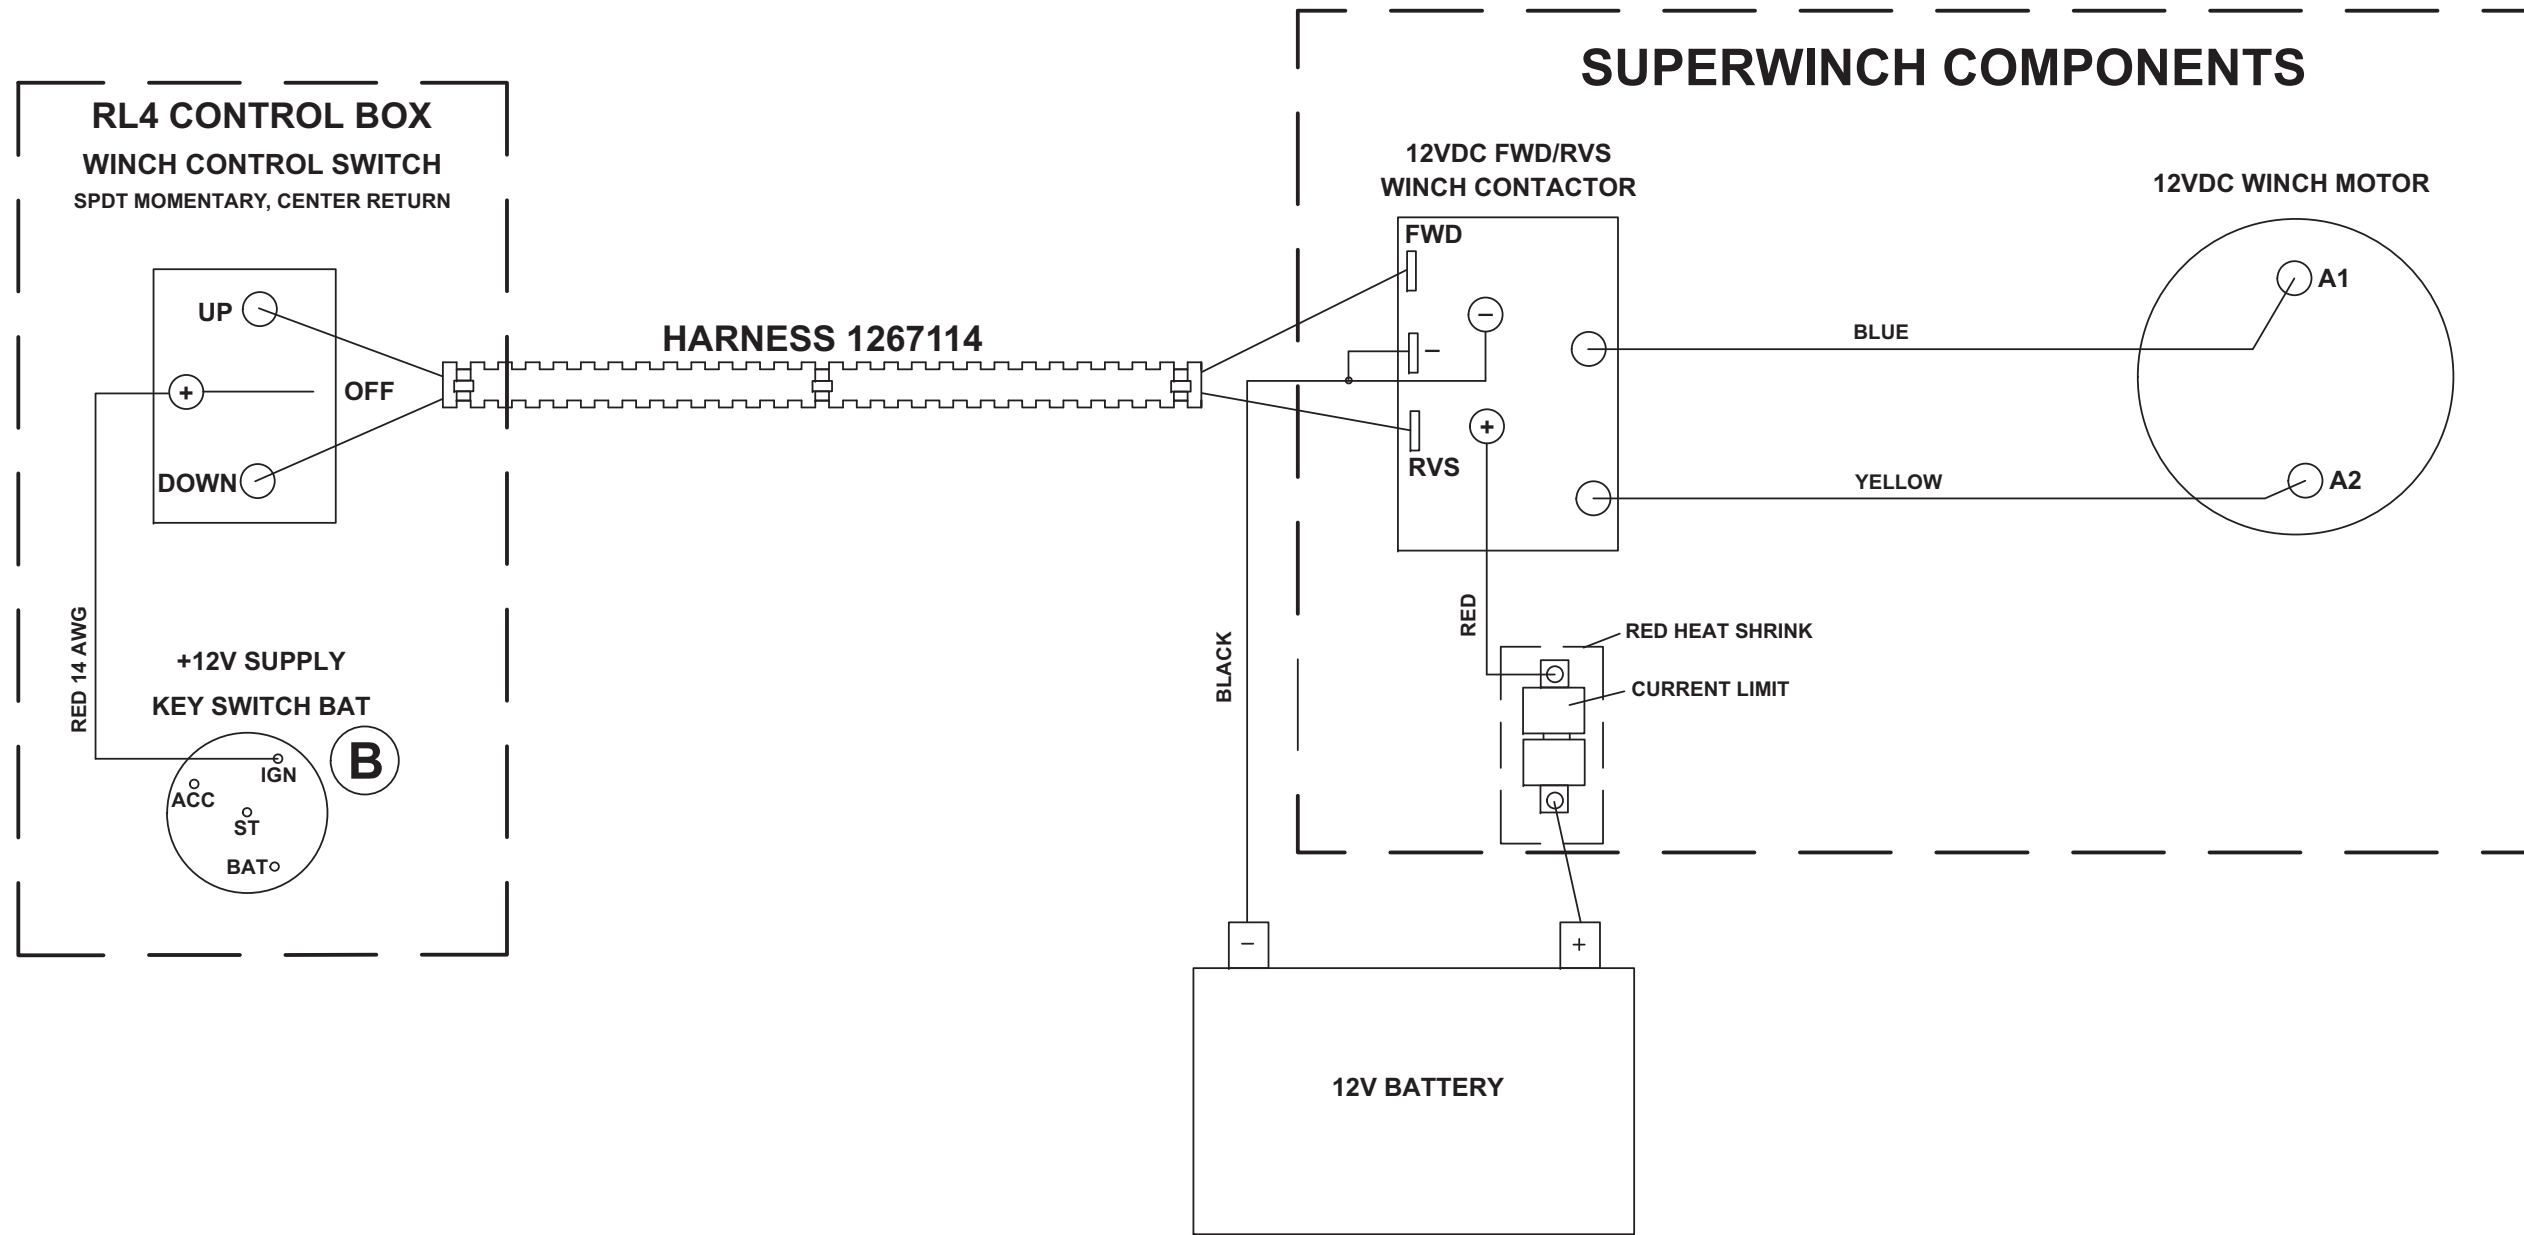 SUPERWINCH COMPONENTS
RL4 CONTROL BOX
WINCH CONTROL SWITCH
SPDT MOMENTARY, CENTER RETURN
UP
+
OFF
DOWN
RED 14 AWG
+12V SUPPLY
KEY SWITCH BAT
B
IGN
ACC
ST
BAT
HARNESS 1267114
12VDC FWD/RVS
WINCH CONTACTOR
FWD
−
−
+
RVS
12VDC WINCH MOTOR
A1
BLUE
YELLOW
A2
BLACK
RED
RED HEAT SHRINK
CURRENT LIMIT
−
+
12V BATTERY